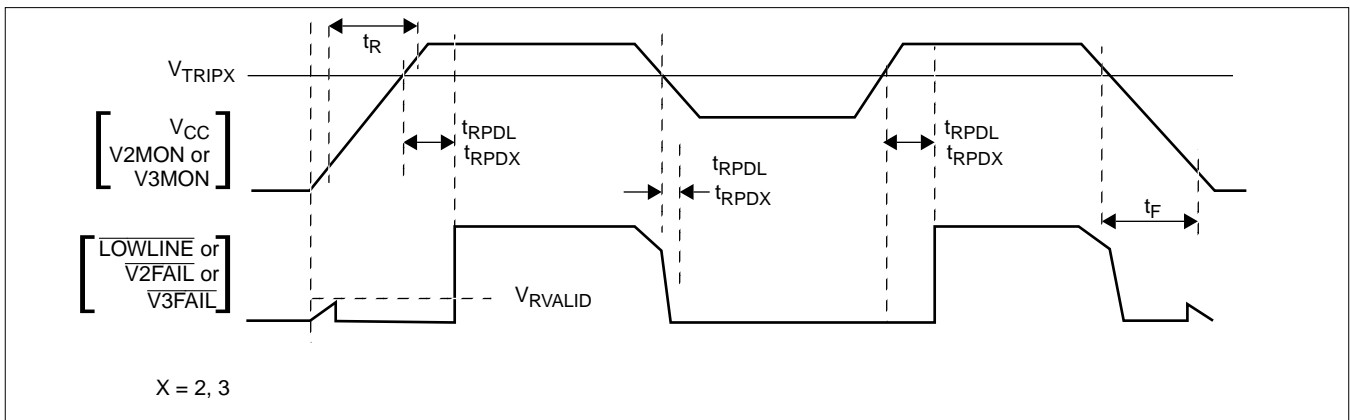 tR
VTRIPX
VCC
V2MON or
V3MON
tRPDL
tRPDX
tRPDL
tRPDX
tRPDL
tRPDX
tF
LOWLINE or
V2FAIL or
V3FAIL
VRVALID
X = 2, 3